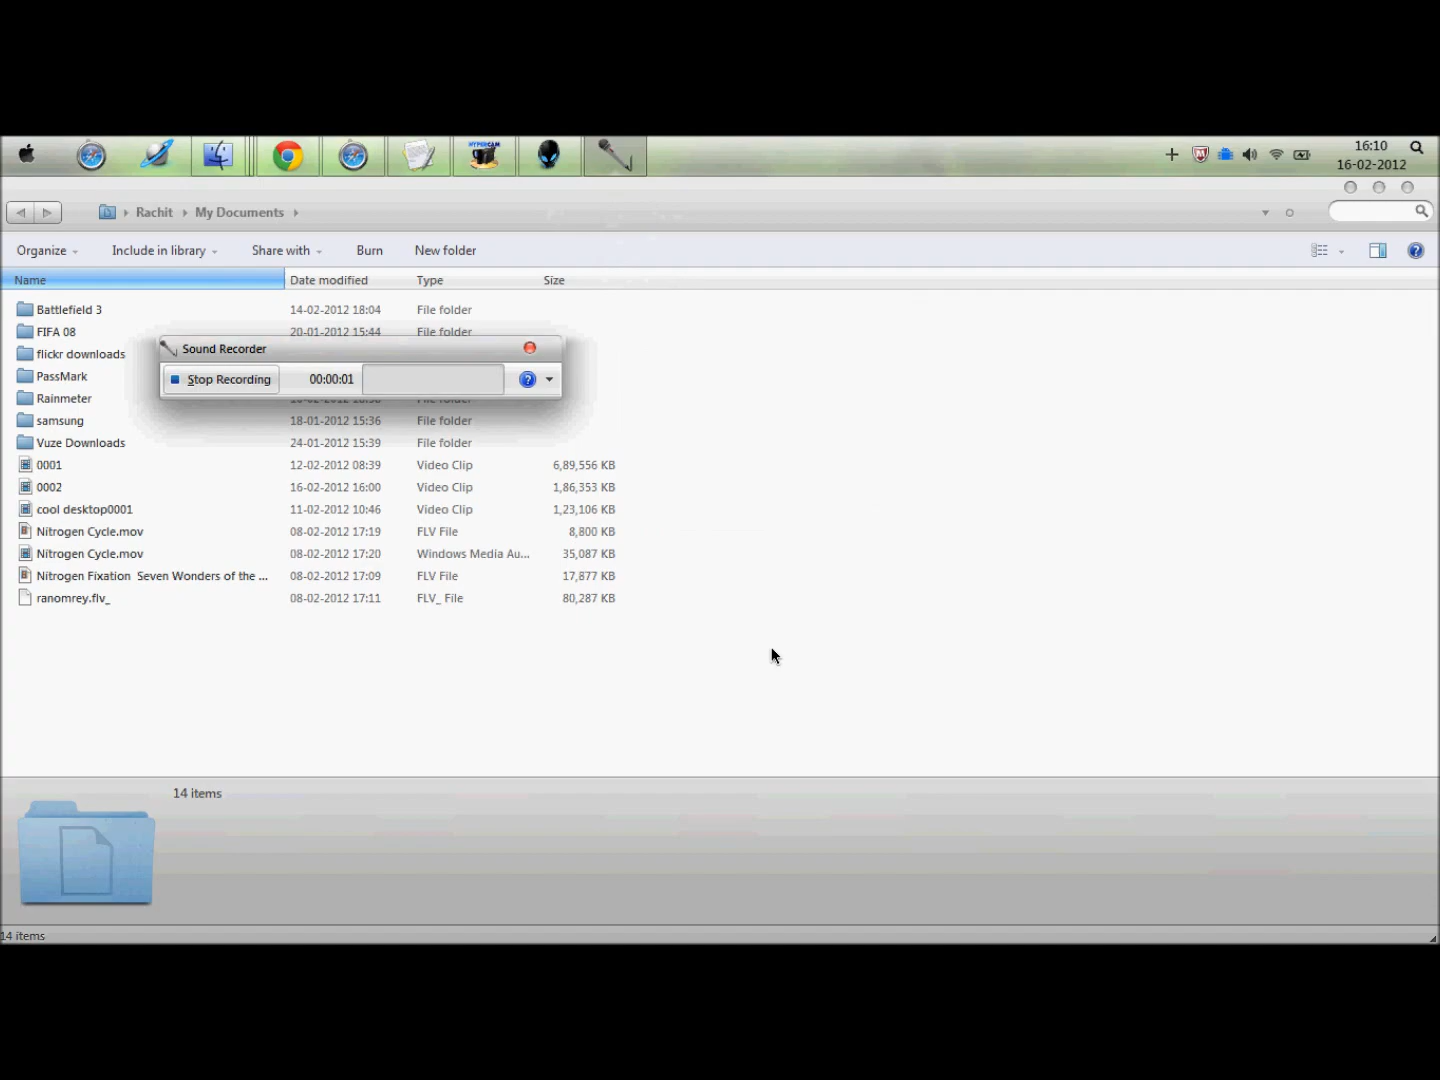 HYPERCAM
16:10
16-02-2012
Rachit
My Documents
Organize
Include in library
Share with
Burn
New folder
Name Date modified Type Size
Battlefield 3 14-02-2012 18:04 File folder
FIFA 08 20-01-2012 15:44 File folder
flickr downloads
Sound Recorder
PassMark
Stop Recording 00:00:01
Rainmeter
samsung 18-01-2012 15:36 File folder
Vuze Downloads 24-01-2012 15:39 File folder
0001 12-02-2012 08:39 Video Clip 6,89,556 KB
0002 16-02-2012 16:00 Video Clip 1,86,353 KB
cool desktop0001 11-02-2012 10:46 Video Clip 1,23,106 KB
Nitrogen Cycle.mov 08-02-2012 17:19 FLV File 8,800 KB
Nitrogen Cycle.mov 08-02-2012 17:20 Windows Media Au... 35,087 KB
Nitrogen Fixation Seven Wonders of the ... 08-02-2012 17:09 FLV File 17,877 KB
ranomrey.flv_ 08-02-2012 17:11 FLV_ File 80,287 KB
14 items
14 items